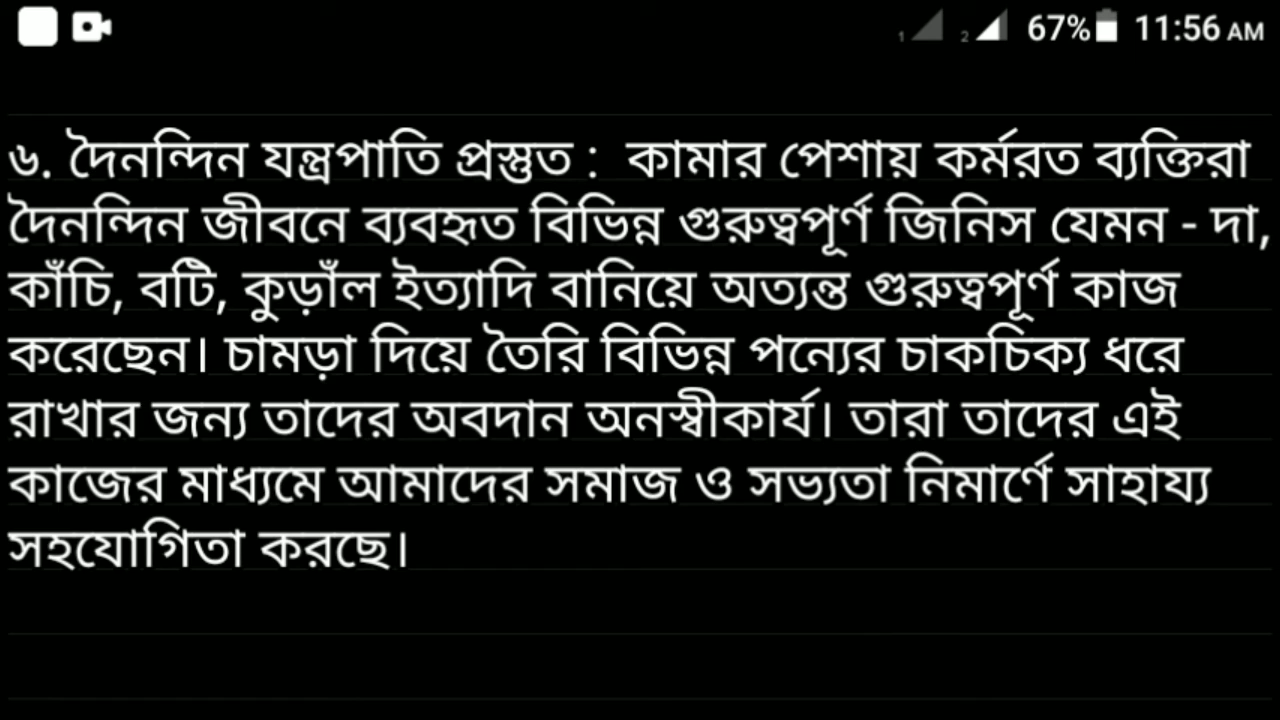 1 2 67% 11:56 AM
৬. দৈনন্দিন যন্ত্রপাতি প্রস্তুত : কামার পেশায় কর্মরত ব্যক্তিরা
দৈনন্দিন জীবনে ব্যবহৃত বিভিন্ন গুরুত্বপূর্ণ জিনিস যেমন - দা,
কাঁচি, বটি, কুড়াঁল ইত্যাদি বানিয়ে অত্যন্ত গুরুত্বপূর্ণ কাজ
করেছেন। চামড়া দিয়ে তৈরি বিভিন্ন পন্যের চাকচিক্য ধরে
রাখার জন্য তাদের অবদান অনস্বীকার্য। তারা তাদের এই
কাজের মাধ্যমে আমাদের সমাজ ও সভ্যতা নিমার্ণে সাহায্য
সহযোগিতা করছে।